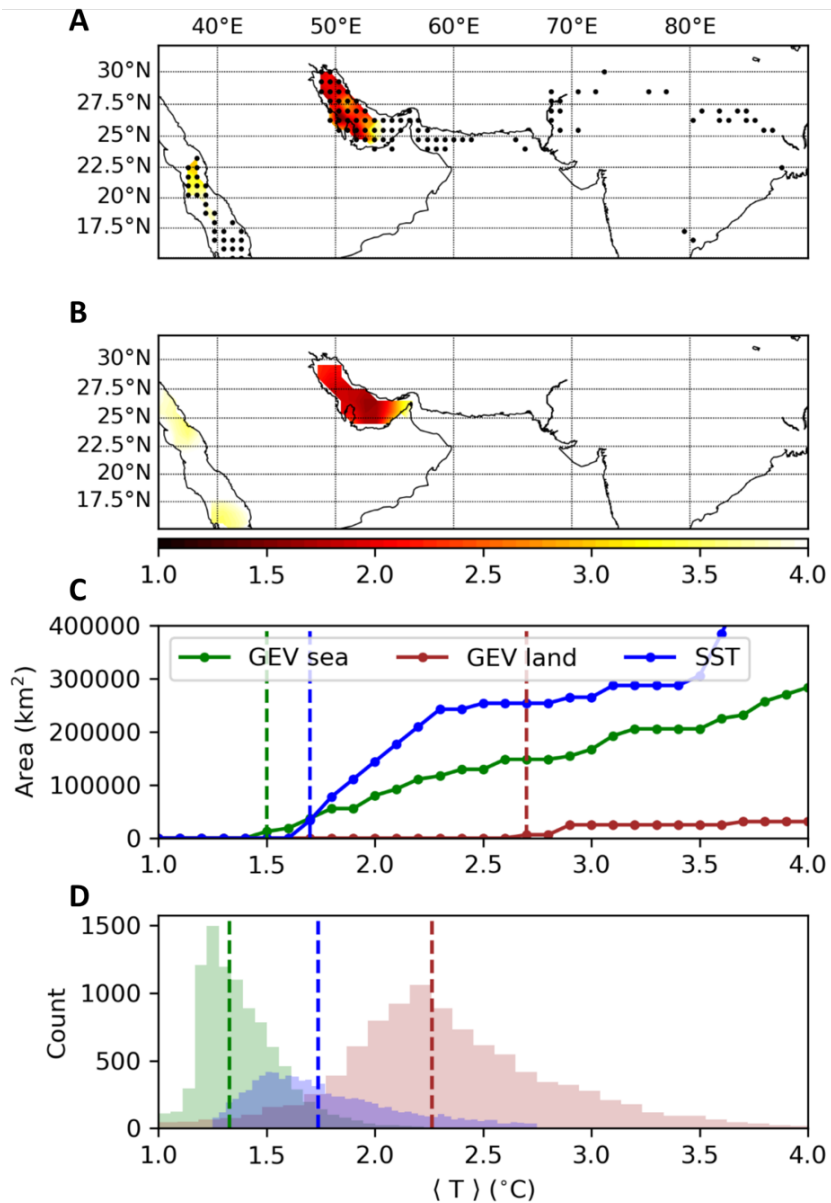 A
40°E 50°E 60°E 70°E 80°E
30°N
27.5°N
25°N
22.5°N
20°N
17.5°N
B
30°N
27.5°N
25°N
22.5°N
20°N
17.5°N
1.0 1.5 2.0 2.5 3.0 3.5 4.0
C
400000
300000
200000
100000
0
Area (km²)
GEV sea GEV land SST
1.0 1.5 2.0 2.5 3.0 3.5 4.0
D
1500
1000
500
0
Count
1.0 1.5 2.0 2.5 3.0 3.5 4.0
⟨ T ⟩ (°C)